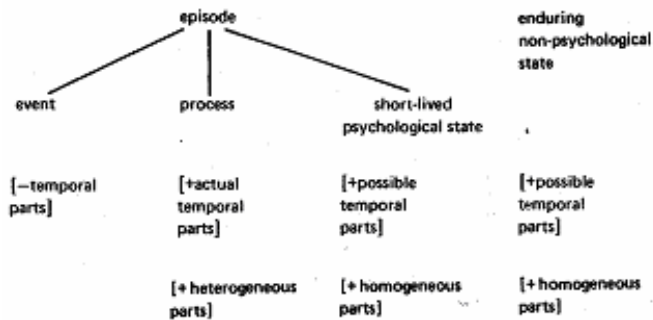 episode
enduring
non-psychological
state
event
process
short-lived
psychological state
[−temporal
parts]
[+actual
temporal
parts]
[+possible
temporal
parts]
[+possible
temporal
parts]
[+ heterogeneous
parts]
[+ homogeneous
parts]
[+ homogeneous
parts]